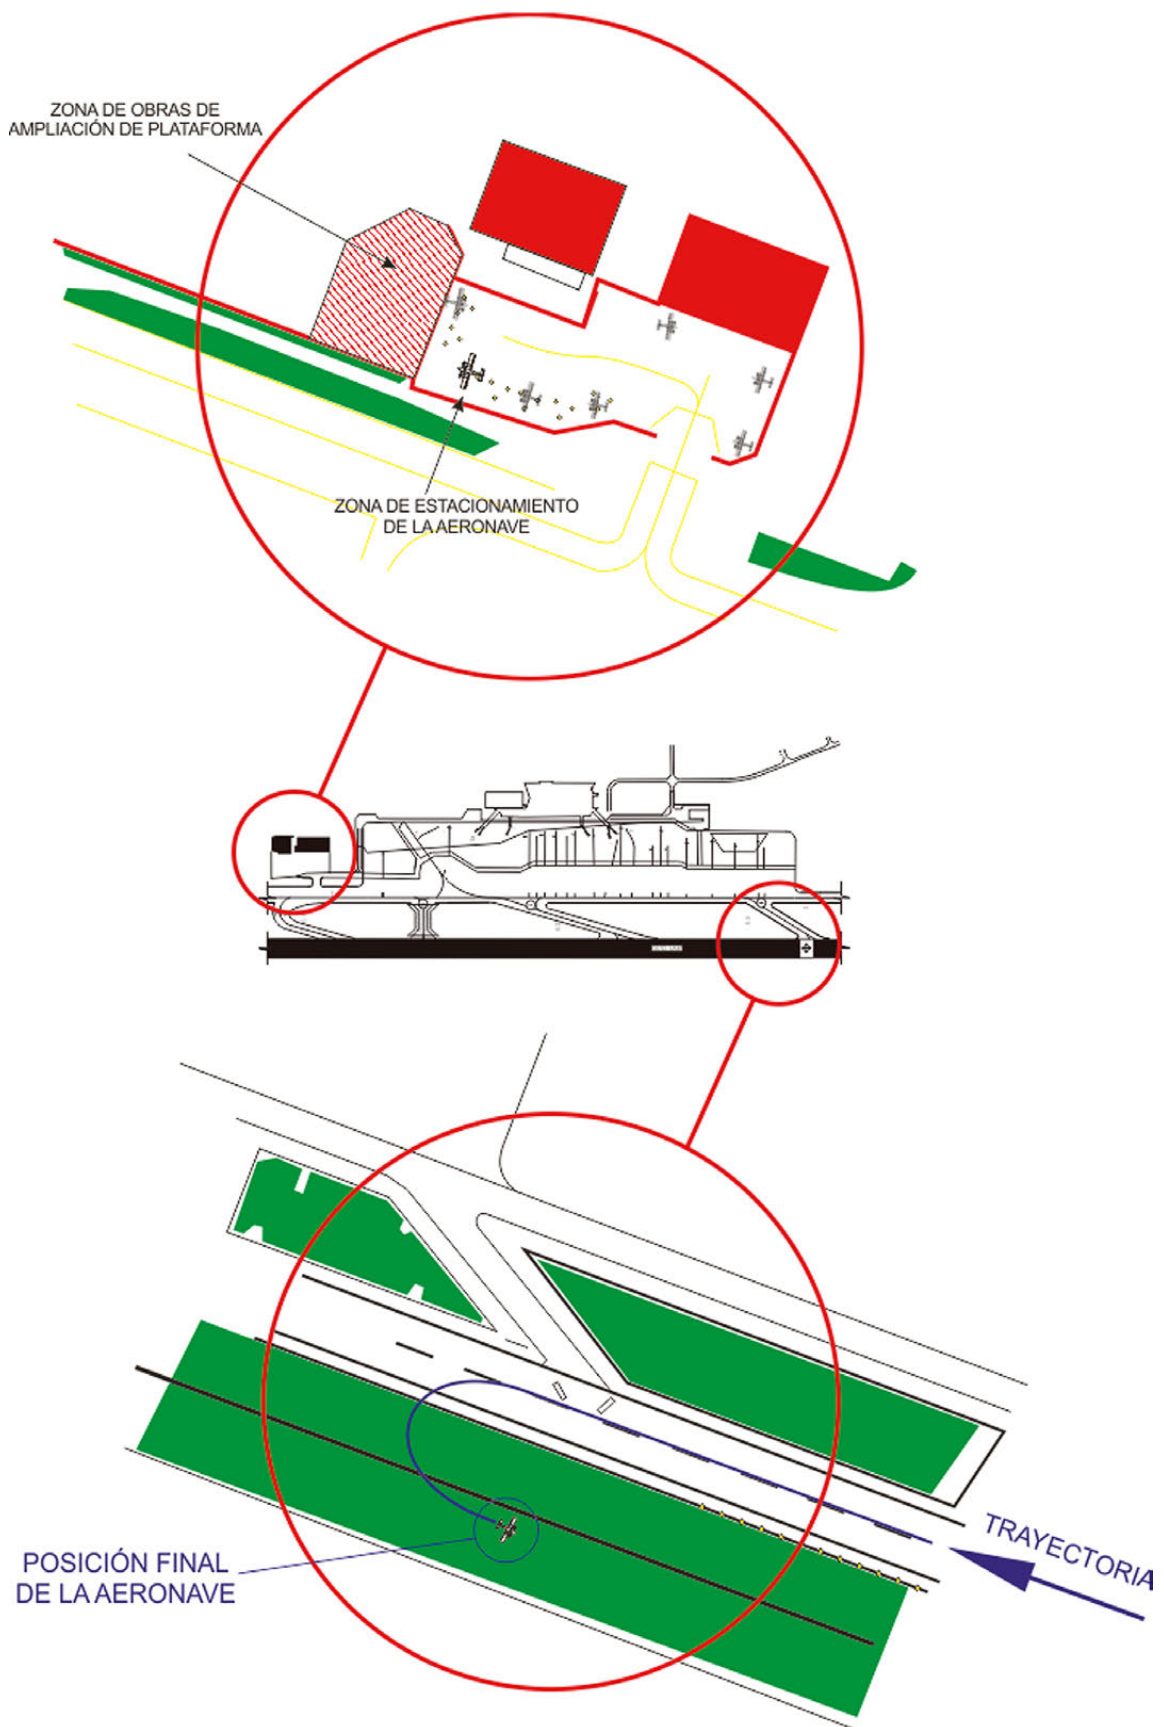 ZONA DE OBRAS DE
AMPLIACIÓN DE PLATAFORMA
ZONA DE ESTACIONAMIENTO
DE LA AERONAVE
TRAYECTORIA
POSICIÓN FINAL
DE LA AERONAVE